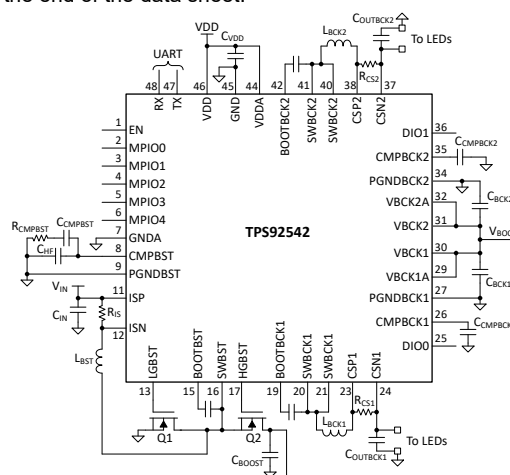 the end of the data sheet.
VDD
CVDD
UART
LBCK2
COUTBCK2
To LEDs
RCS2
48 47 46 45 44 42 41 40 38 37
RX
TX
VDD
GND
VDDA
BOOTBCK2
SWBCK2
SWBCK2
CSP2
CSN2
1 EN
2 MPIO0
3 MPIO1
4 MPIO2
5 MPIO3
6 MPIO4
7 GNDA
8 CMPBST
9 PGNDBST
11 ISP
12 ISN
RCMPBST
CCMPBST
CHF
VIN
CIN
RIS
LBST
TPS92542
DIO1 36
CMPBCK2 35
PGNDBCK2 34
VBCK2A 32
VBCK2 31
VBCK1 30
VBCK1A 29
PGNDBCK1 27
CMPBCK1 26
DIO0 25
CCMPBCK2
CBCK2
VBOO
CBCK1
CCMPBCK
LGBST
BOOTBST
SWBST
HGBST
BOOTBCK1
SWBCK1
SWBCK1
CSP1
CSN1
13 15 16 17 19 20 21 23 24
Q1
Q2
CBOOST
LBCK1
RCS1
COUTBCK1
To LEDs